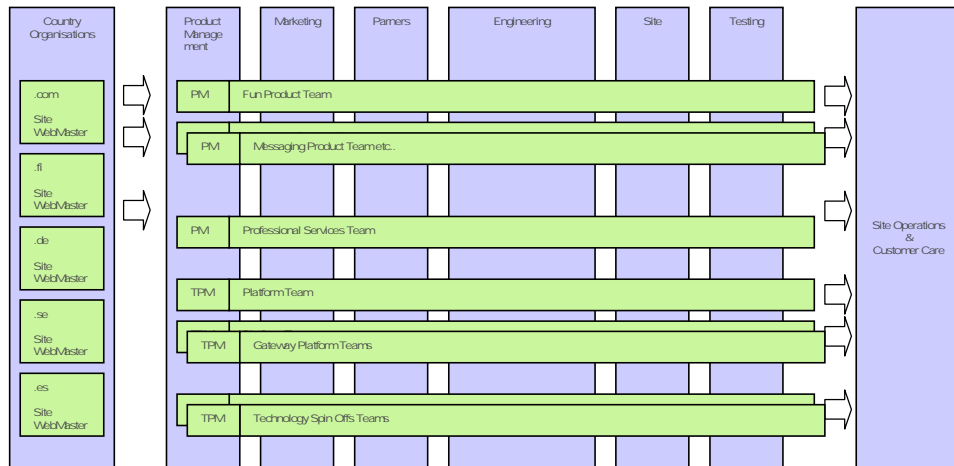 Country
Organisations
Product
Manage
ment
Marketing
Parners
Engineering
Site
Testing
.com
Site
WebMaster
.fi
Site
WebMaster
.de
Site
WebMaster
.se
Site
WebMaster
.es
Site
WebMaster
PM Fun Product Team
PM Messaging Product Team etc..
PM Professional Services Team
TPM Platform Team
TPM Gateway Platform Teams
TPM Technology Spin Offs Teams
Site Operations
&
Customer Care